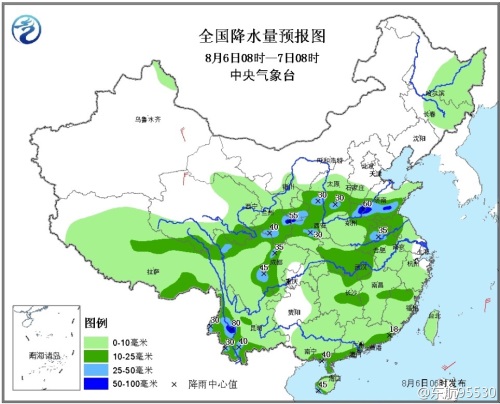 全国降水量预报图
8月6日08时—7日08时
中央气象台
哈尔滨
长春
乌鲁木齐
沈阳
呼和浩特
北京
天津
银川
太原
石家庄
济南
30
30
60
西宁
55
40
西安
郑州
35
30
35
合肥
南京
上海
成都
45
武汉
杭州
拉萨
重庆
南昌
长沙
贵阳
福州
台北
30
80
昆明
18
30
40
南宁
40
香港
海口
45
南海诸岛
图例
0-10毫米
10-25毫米
25-50毫米
50-100毫米
× 降雨中心值
8月6日06时发布
@东航95530